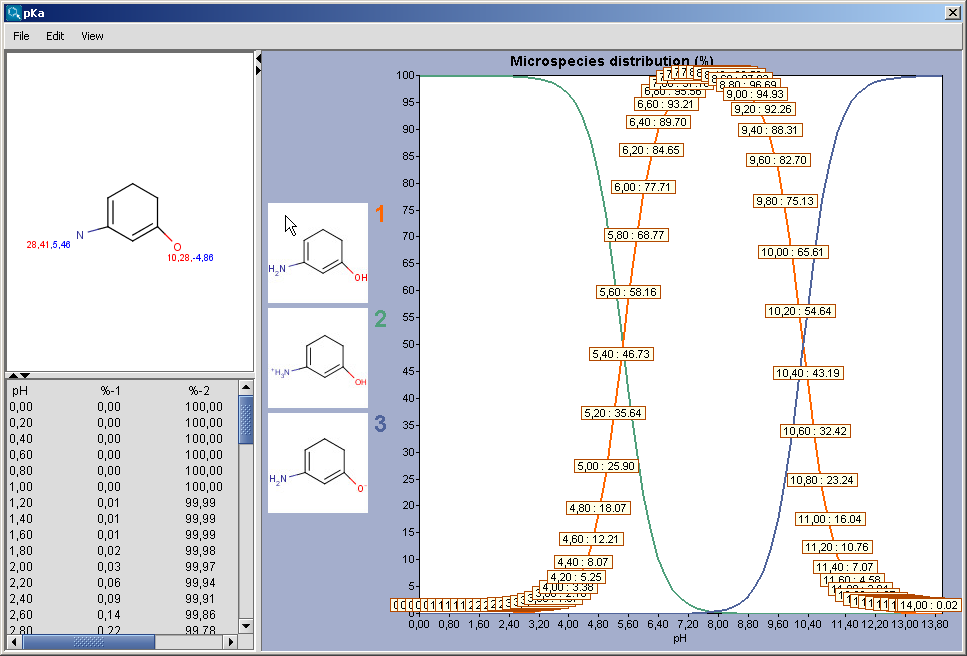 pKa
File Edit View
N
28,41,5,46
O
10,28,-4,86
pH %-1 %-2
0,00 0,00 100,00
0,20 0,00 100,00
0,40 0,00 100,00
0,60 0,00 100,00
0,80 0,00 100,00
1,00 0,00 100,00
1,20 0,01 99,99
1,40 0,01 99,99
1,60 0,01 99,99
1,80 0,02 99,98
2,00 0,03 99,97
2,20 0,06 99,94
2,40 0,09 99,91
2,60 0,14 99,86
2,80 0,22 99,78
1
H2N OH
2
+H3N OH
3
H2N O-
Microspecies distribution (%)
100
95
90
85
80
75
70
65
60
55
50
45
40
35
30
25
20
15
10
5
0
6,80 : 95.56
6,60 : 93.21
6,40 : 89.70
6,20 : 84.65
6,00 : 77.71
5,80 : 68.77
5,60 : 58.16
5,40 : 46.73
5,20 : 35.64
5,00 : 25.90
4,80 : 18.07
4,60 : 12.21
4,40 : 8.07
4,20 : 5.25
4,00 : 3.38
8,80 : 96.69
9,00 : 94.93
9,20 : 92.26
9,40 : 88.31
9,60 : 82.70
9,80 : 75.13
10,00 : 65.61
10,20 : 54.64
10,40 : 43.19
10,60 : 32.42
10,80 : 23.24
11,00 : 16.04
11,20 : 10.76
11,40 : 7.07
11,60 : 4.58
14,00 : 0.02
0,00 0,80 1,60 2,40 3,20 4,00 4,80 5,60 6,40 7,20 8,00 8,80 9,60 10,40 11,40 12,20 13,00 13,80
pH